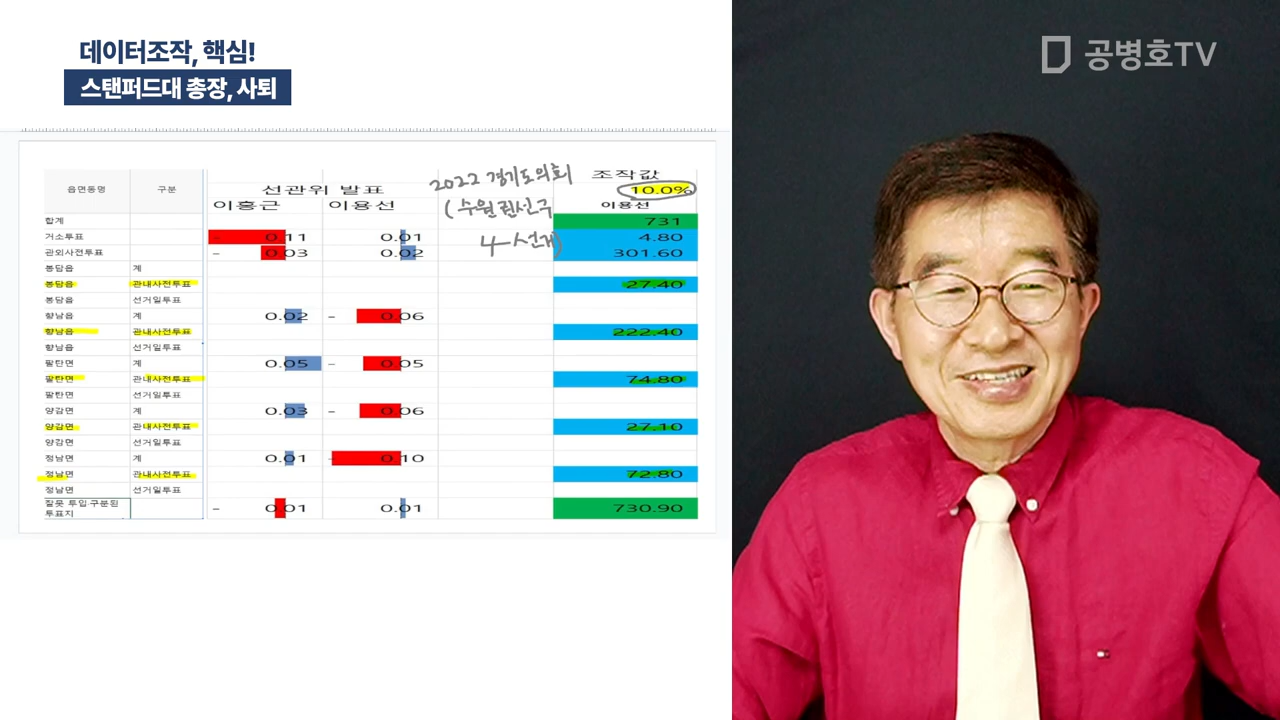 데이터조작, 핵심!
스탠퍼드대 총장, 사퇴
공병호TV
읍면동명 구분 선관위 발표 조작값
10.0%
이홍근 이용선 이용선
2022 경기도의회
(수원권선구
4-선거)
합계 731
거소투표 - 0.11 0.01 4.80
관외사전투표 - 0.03 0.02 301.60
봉담읍 계
봉담읍 관내사전투표 27.40
봉담읍 선거일투표
향남읍 계 0.02 - 0.06
향남읍 관내사전투표 222.40
향남읍 선거일투표
팔탄면 계 0.05 - 0.05
팔탄면 관내사전투표 74.80
팔탄면 선거일투표
양감면 계 0.03 - 0.06
양감면 관내사전투표 27.10
양감면 선거일투표
정남면 계 0.01 - 0.10
정남면 관내사전투표 72.80
정남면 선거일투표
잘못 투입·구분된
투표지 - 0.01 0.01 730.90